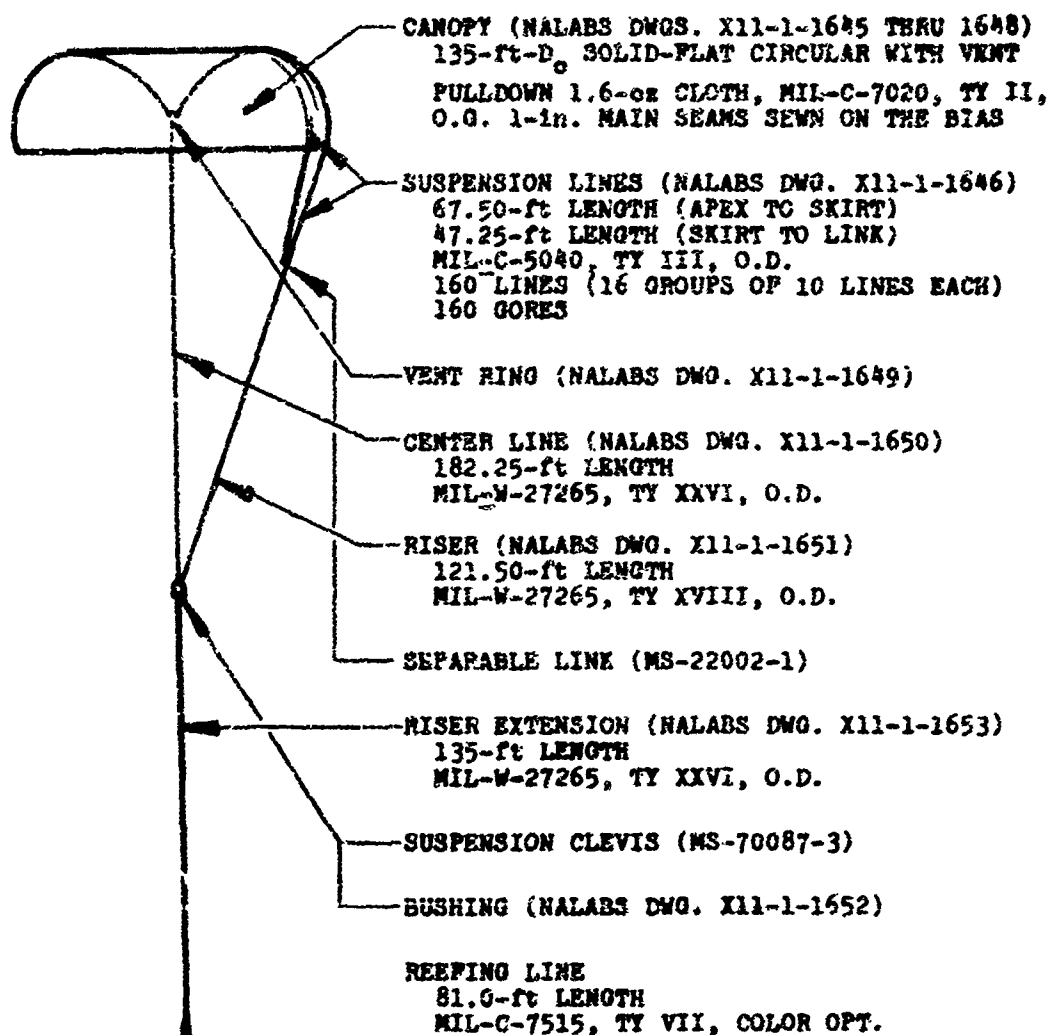 CANOPY (NALABS DWGS. X11-1-1645 THRU 1648)
135-ft-Do SOLID-FLAT CIRCULAR WITH VENT
PULLDOWN 1.6-oz CLOTH, MIL-C-7020, TY II,
O.G. 1-in. MAIN SEAMS SEWN ON THE BIAS
SUSPENSION LINES (NALABS DWG. X11-1-1646)
67.50-ft LENGTH (APEX TO SKIRT)
47.25-ft LENGTH (SKIRT TO LINK)
MIL-C-5040, TY III, O.D.
160 LINES (16 GROUPS OF 10 LINES EACH)
160 GORES
VENT RING (NALABS DWG. X11-1-1649)
CENTER LINE (NALABS DWG. X11-1-1650)
182.25-ft LENGTH
MIL-W-27265, TY XXVI, O.D.
RISER (NALABS DWG. X11-1-1651)
121.50-ft LENGTH
MIL-W-27265, TY XVIII, O.D.
SEPARABLE LINK (MS-22002-1)
RISER EXTENSION (NALABS DWG. X11-1-1653)
135-ft LENGTH
MIL-W-27265, TY XXVI, O.D.
SUSPENSION CLEVIS (MS-70087-3)
BUSHING (NALABS DWG. X11-1-1652)
REEFING LINE
81.0-ft LENGTH
MIL-C-7515, TY VII, COLOR OPT.